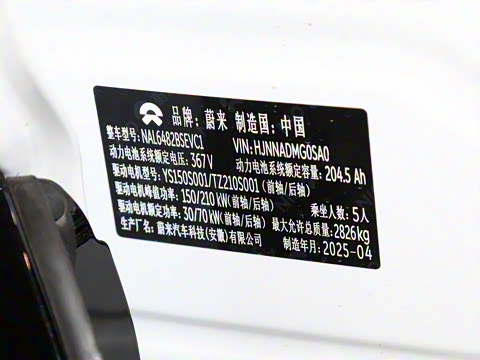 品牌: 蔚来 制造国: 中国
整车型号: NAL6482BSEVC1 VIN: HJNNADMG0SA0
动力电池系统额定电压: 367V 动力电池系统额定容量: 204.5 Ah
驱动电机型号: YS150S001/TZ210S001 (前轴/后轴)
驱动电机峰值功率: 150/210 kW(前轴/后轴) 乘坐人数: 5人
驱动电机额定功率: 30/70 kW(前轴/后轴) 最大允许总质量: 2826kg
生产厂名: 蔚来汽车科技(安徽)有限公司 制造年月: 2025-04